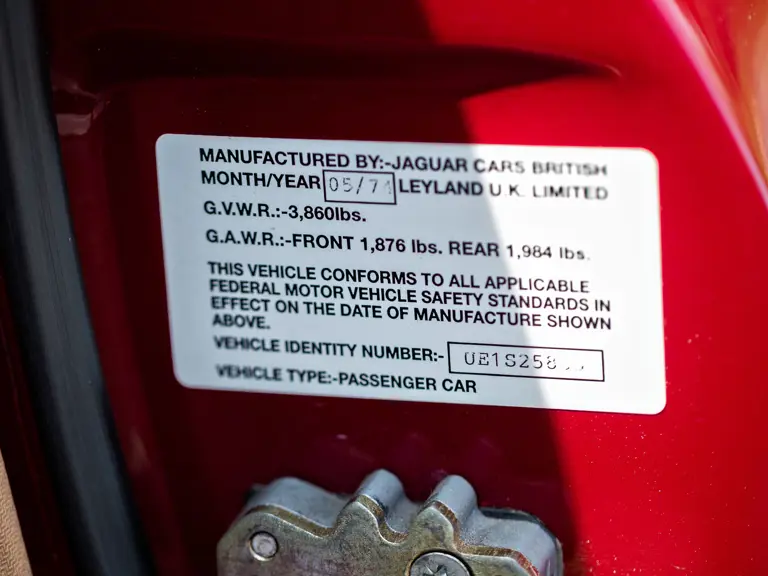 MANUFACTURED BY:-JAGUAR CARS BRITISH
MONTH/YEAR 05/74 LEYLAND U.K. LIMITED
G.V.W.R.:-3,860lbs.
G.A.W.R.:-FRONT 1,876 lbs. REAR 1,984 lbs.
THIS VEHICLE CONFORMS TO ALL APPLICABLE
FEDERAL MOTOR VEHICLE SAFETY STANDARDS IN
EFFECT ON THE DATE OF MANUFACTURE SHOWN
ABOVE.
VEHICLE IDENTITY NUMBER:-
VEHICLE TYPE:-PASSENGER CAR